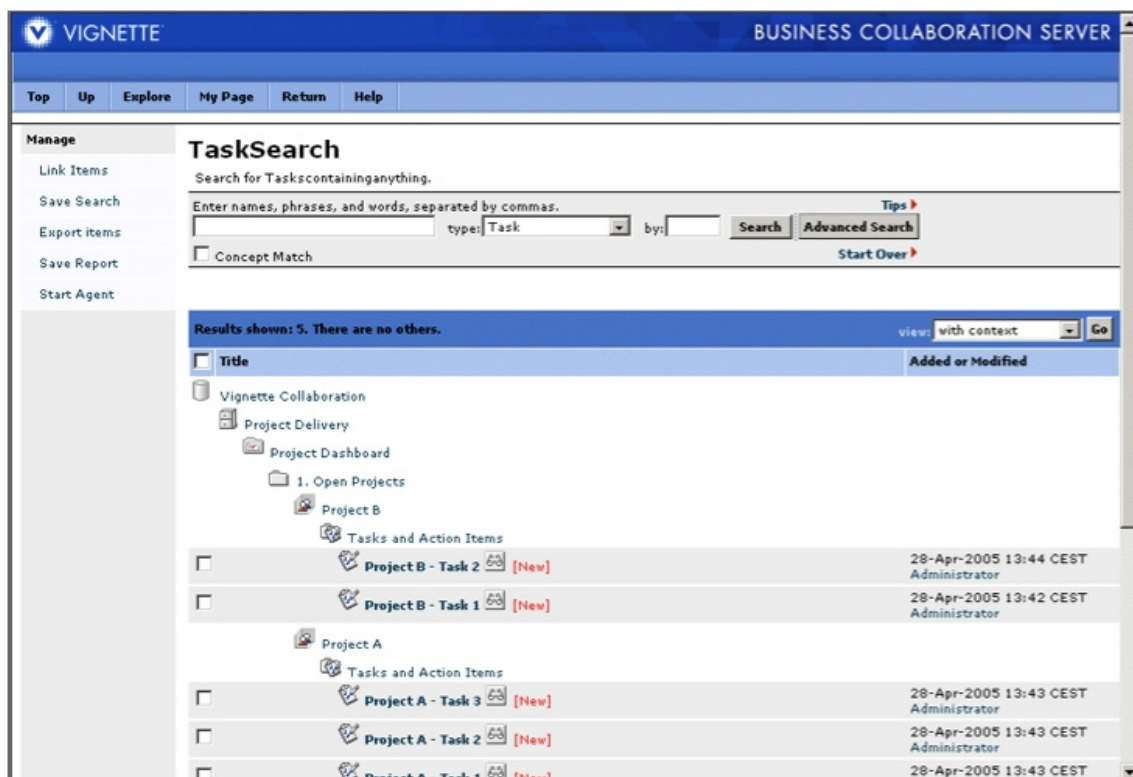 VIGNETTE
BUSINESS COLLABORATION SERVER
Top Up Explore My Page Return Help
Manage
Link Items
Save Search
Export items
Save Report
Start Agent
TaskSearch
Search for Taskscontaininganything.
Enter names, phrases, and words, separated by commas.
Tips
type: Task by: Search Advanced Search
Concept Match
Start Over
Results shown: 5. There are no others.
view: with context Go
Title Added or Modified
Vignette Collaboration
Project Delivery
Project Dashboard
1. Open Projects
Project B
Tasks and Action Items
Project B - Task 2 [New] 28-Apr-2005 13:44 CEST
Administrator
Project B - Task 1 [New] 28-Apr-2005 13:42 CEST
Administrator
Project A
Tasks and Action Items
Project A - Task 3 [New] 28-Apr-2005 13:43 CEST
Administrator
Project A - Task 2 [New] 28-Apr-2005 13:43 CEST
Administrator
Project A - Task 1 [New] 28-Apr-2005 13:43 CEST